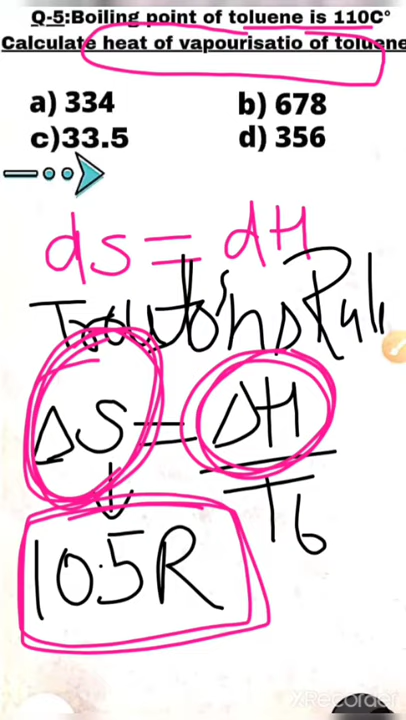 Q-5:Boiling point of toluene is 110C°
Calculate heat of vapourisatio of toluene
a) 334
b) 678
c)33.5
d) 356
ds = dH
Trouton's Rule
ΔS = ΔH
Tb
10.5R
XRecorder